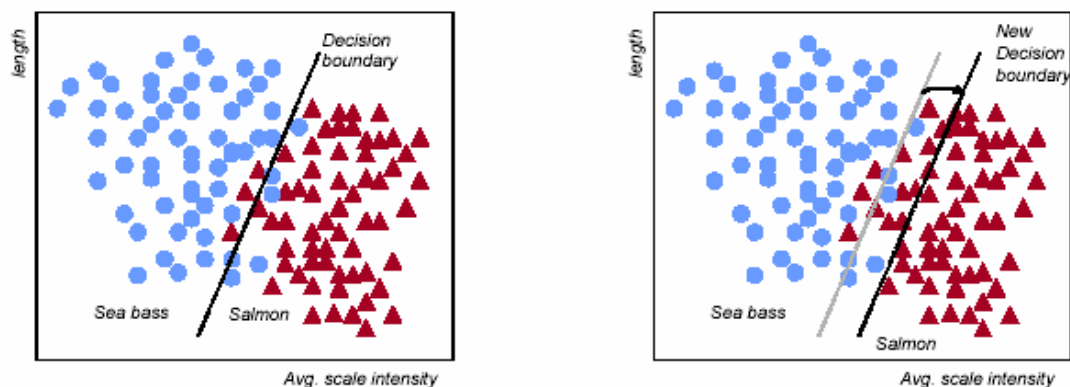 length
Decision
boundary
Sea bass
Salmon
Avg. scale intensity
length
New
Decision
boundary
Sea bass
Salmon
Avg. scale intensity